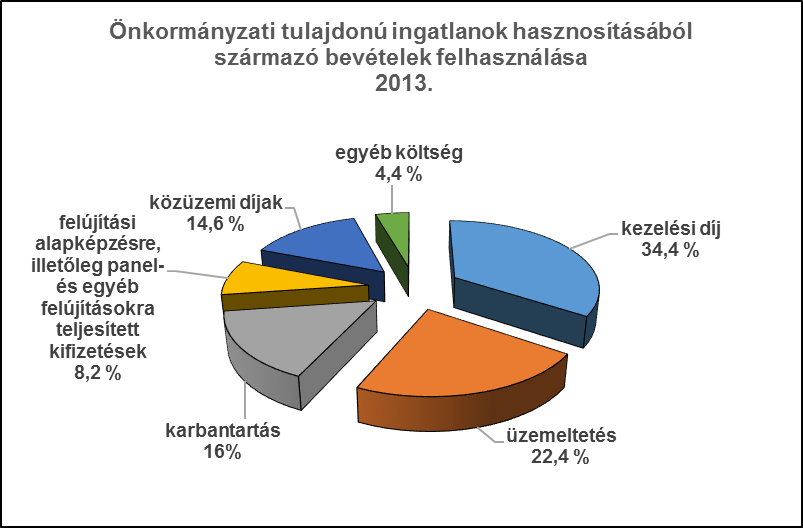 Önkormányzati tulajdonú ingatlanok hasznosításából
származó bevételek felhasználása
2013.
egyéb költség
4,4 %
kezelési díj
34,4 %
üzemeltetés
22,4 %
karbantartás
16%
felújítási
alapképzésre,
illetőleg panel-
és egyéb
felújításokra
teljesített
kifizetések
8,2 %
közüzemi díjak
14,6 %